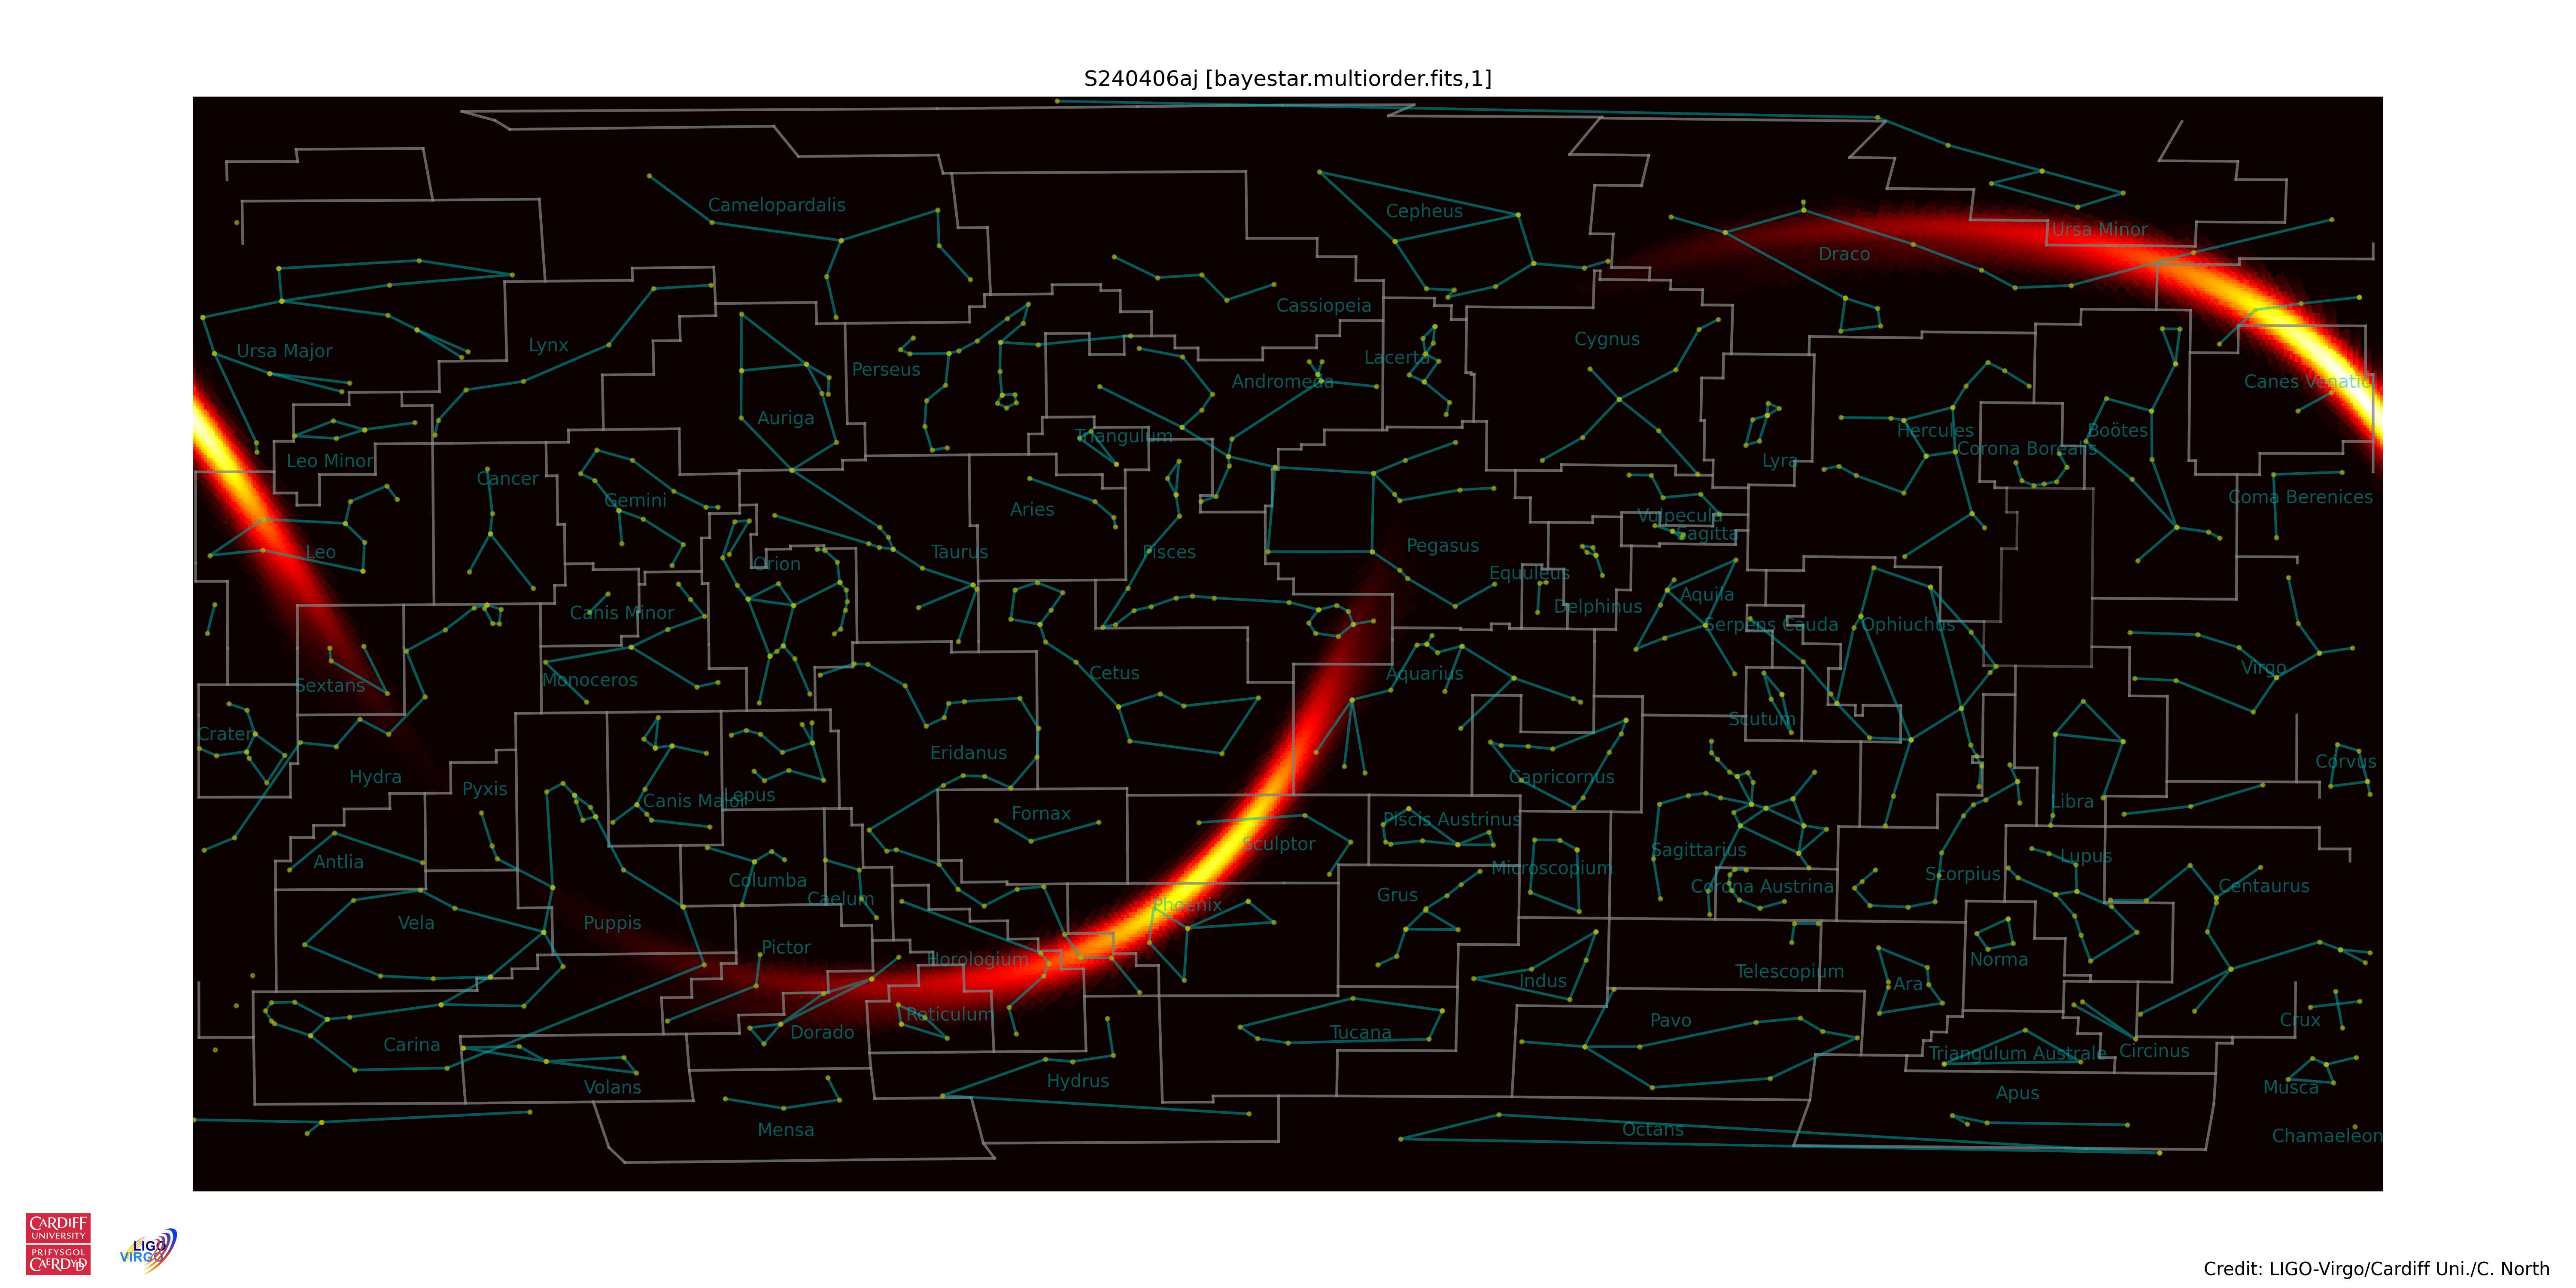 S240406aj [bayestar.multiorder.fits,1]
Camelopardalis
Cepheus
Ursa Minor
Draco
Cassiopeia
Cygnus
Ursa Major
Lynx
Perseus
Lacerta
Andromeda
Canes Venatici
Auriga
Triangulum
Hercules
Boötes
Corona Borealis
Leo Minor
Lyra
Cancer
Gemini
Coma Berenices
Aries
Vulpecula
Sagitta
Leo
Orion
Taurus
Pisces
Pegasus
Equuleus
Delphinus
Aquila
Canis Minor
Serpens Cauda
Ophiuchus
Sextans
Monoceros
Cetus
Aquarius
Virgo
Crater
Scutum
Eridanus
Hydra
Capricornus
Corvus
Pyxis
Canis Major
Lepus
Libra
Fornax
Piscis Austrinus
Sculptor
Antlia
Sagittarius
Lupus
Microscopium
Columba
Caelum
Corona Austrina
Scorpius
Centaurus
Grus
Phoenix
Vela
Puppis
Pictor
Horologium
Telescopium
Norma
Indus
Ara
Reticulum
Dorado
Tucana
Pavo
Crux
Carina
Triangulum Australe
Circinus
Volans
Hydrus
Apus
Musca
Mensa
Octans
Chamaeleon
CARDIFF
UNIVERSITY
PRIFYSGOL
CAERDYDD
LIGO
VIRGO
Credit: LIGO-Virgo/Cardiff Uni./C. North